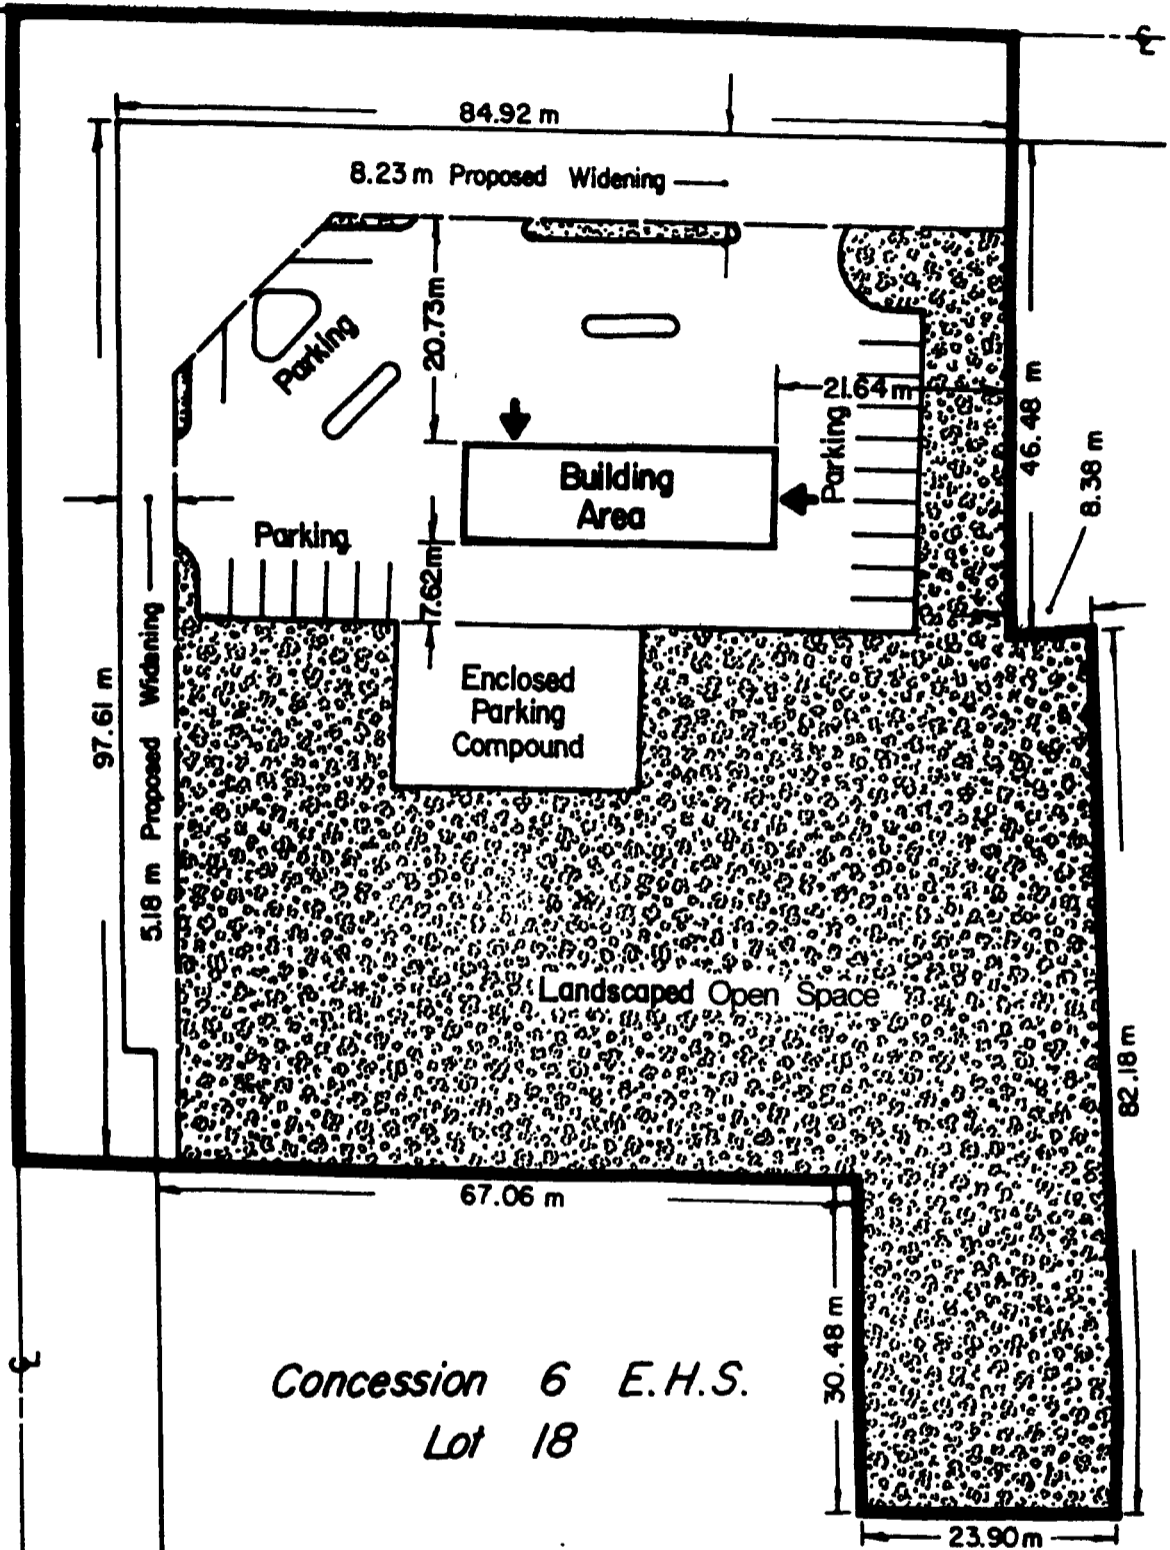 ℄
84.92 m
8.23 m Proposed Widening
20.73m
Parking
21.64 m
46.48 m
8.38 m
Parking
Building
Area
Parking
7.62m
97.61 m
5.18 m Proposed Widening
Enclosed
Parking
Compound
Landscaped Open Space
82.18 m
67.06 m
30.48 m
℄
Concession 6 E.H.S.
Lot 18
23.90m